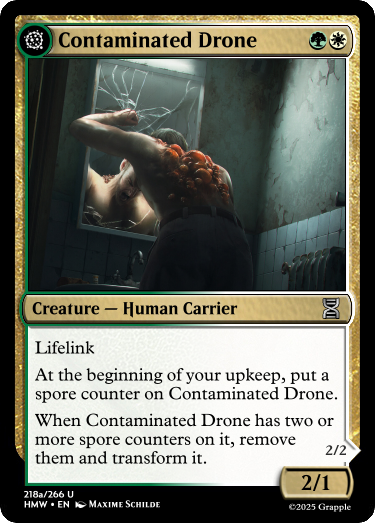 Contaminated Drone
Creature — Human Carrier
Lifelink
At the beginning of your upkeep, put a
spore counter on Contaminated Drone.
When Contaminated Drone has two or
more spore counters on it, remove
them and transform it.
2/2
2/1
218a/266 U
HMW • EN Maxime Schilde
©2025 Grapple